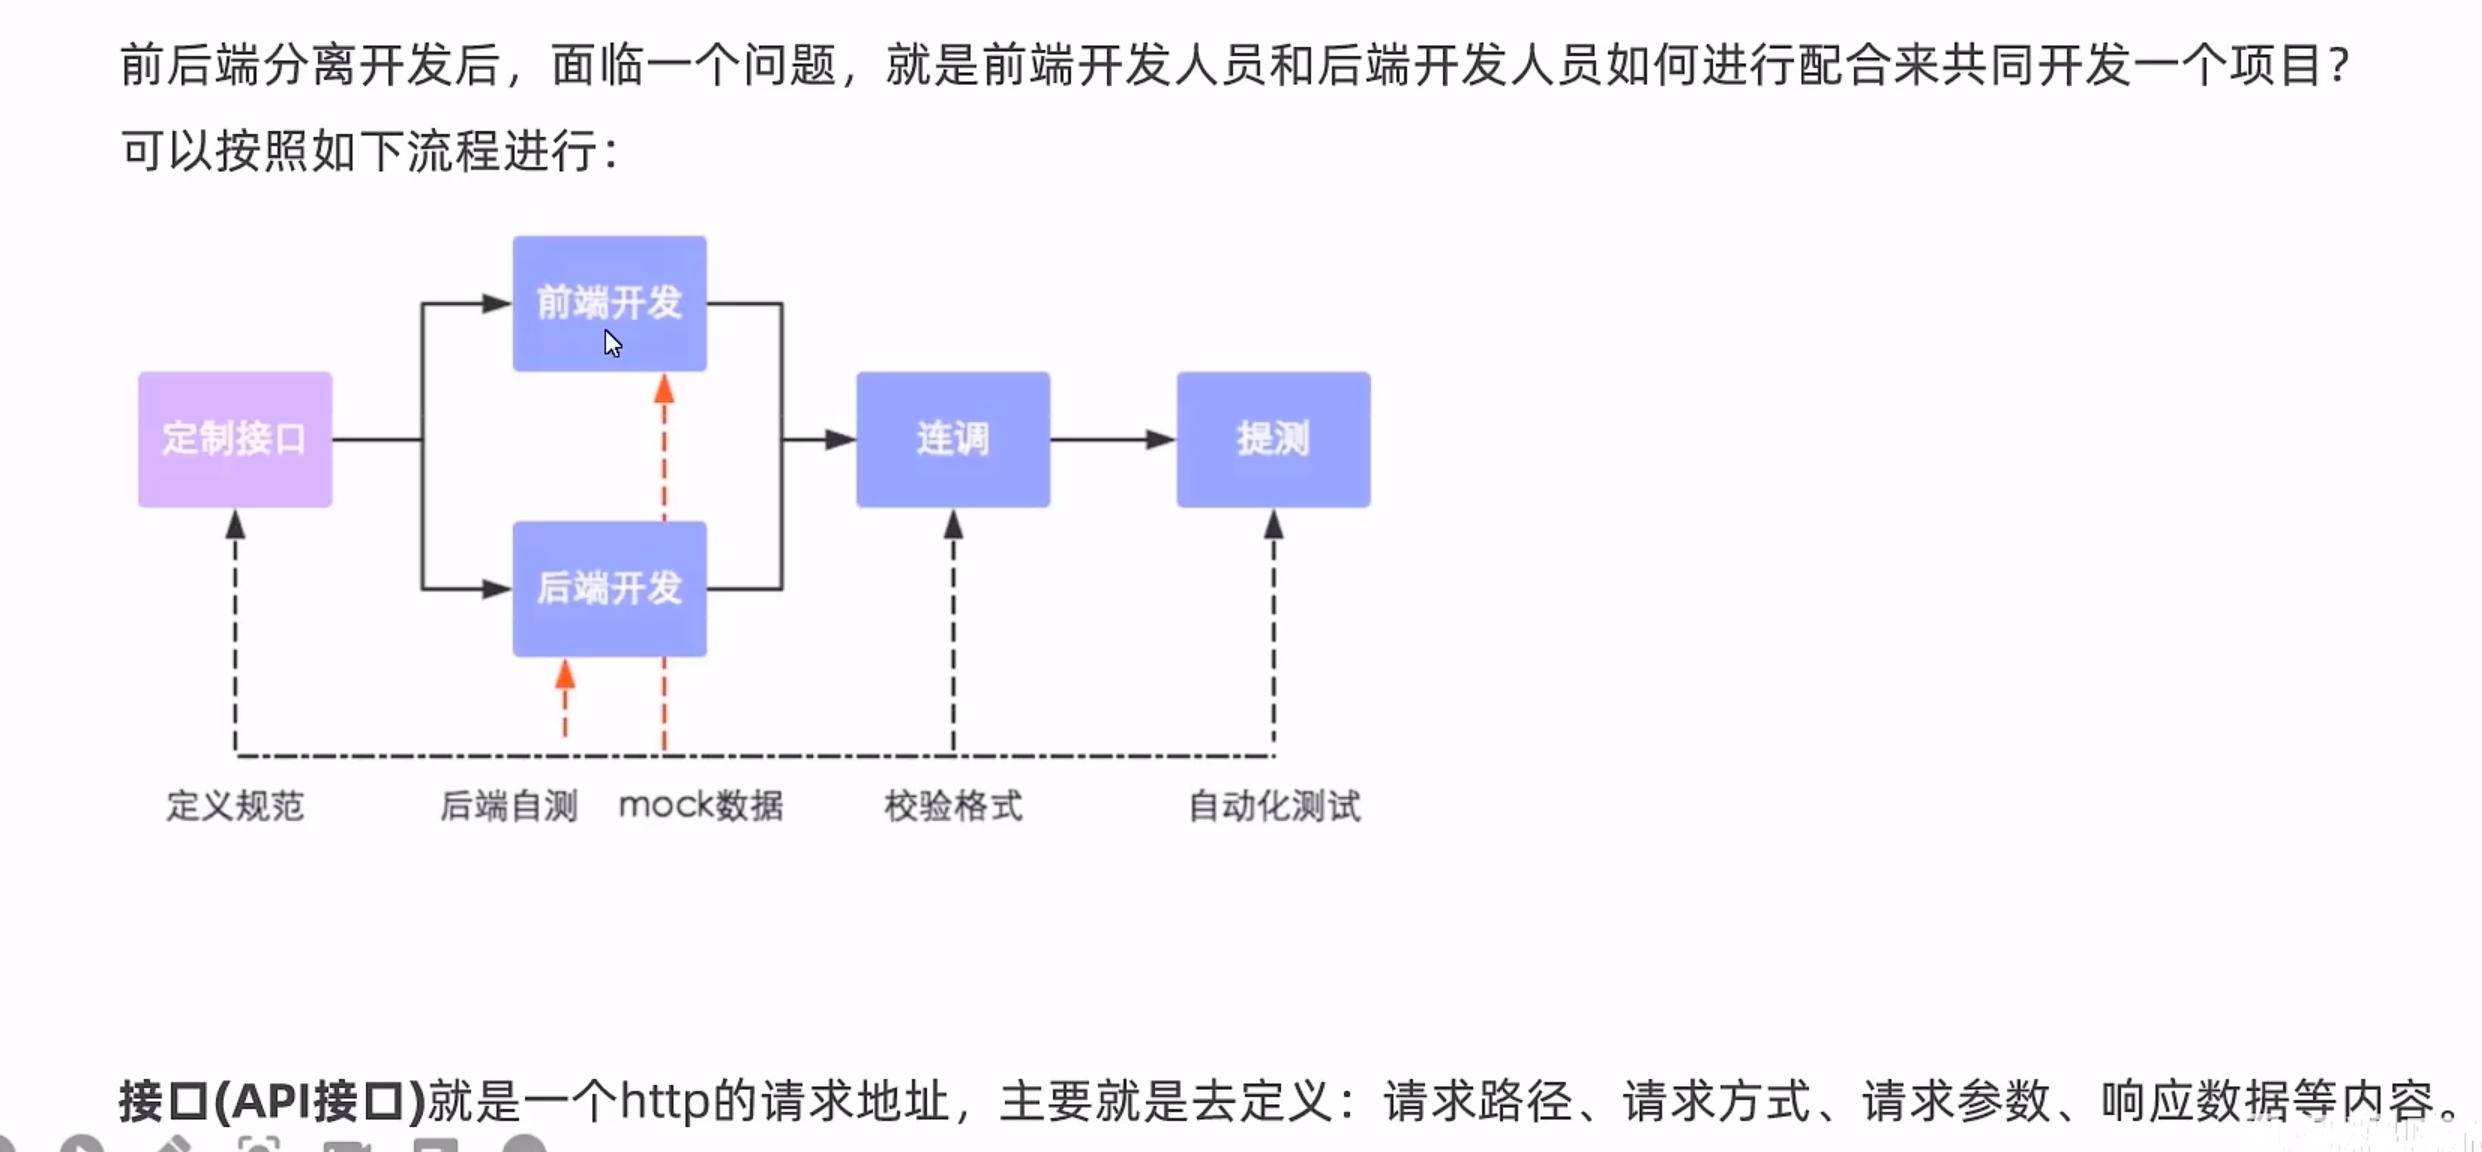 前后端分离开发后，面临一个问题，就是前端开发人员和后端开发人员如何进行配合来共同开发一个项目？
可以按照如下流程进行：
前端开发
定制接口
连调
提测
后端开发
定义规范
后端自测
mock数据
校验格式
自动化测试
接口(API接口)就是一个http的请求地址，主要就是去定义：请求路径、请求方式、请求参数、响应数据等内容。